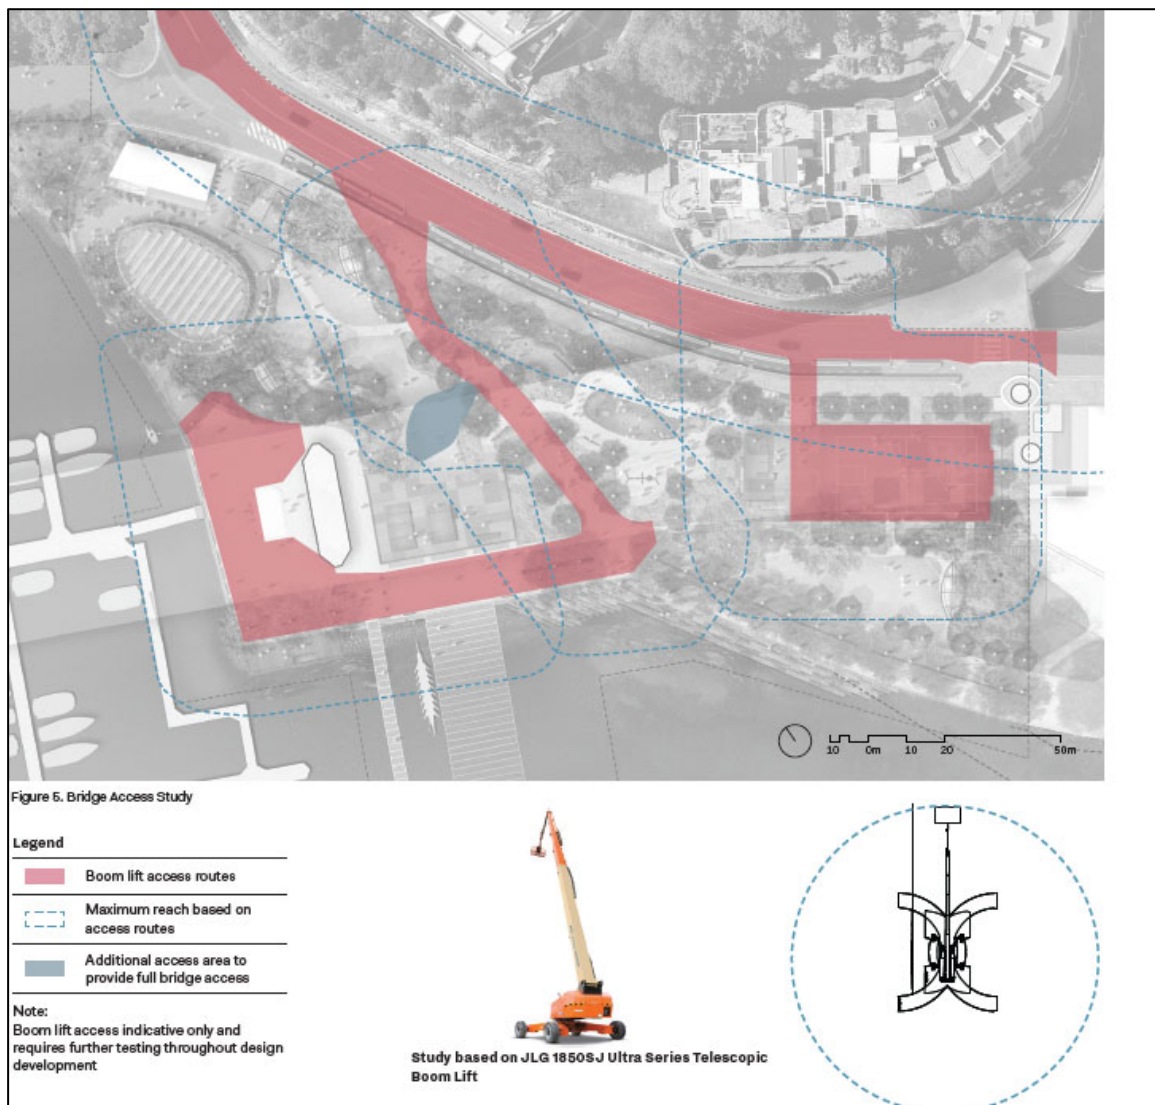 10 0m 10 20 50m
Figure 5. Bridge Access Study
Legend
Boom lift access routes
Maximum reach based on
access routes
Additional access area to
provide full bridge access
Note:
Boom lift access indicative only and
requires further testing throughout design
development
Study based on JLG 1850SJ Ultra Series Telescopic
Boom Lift